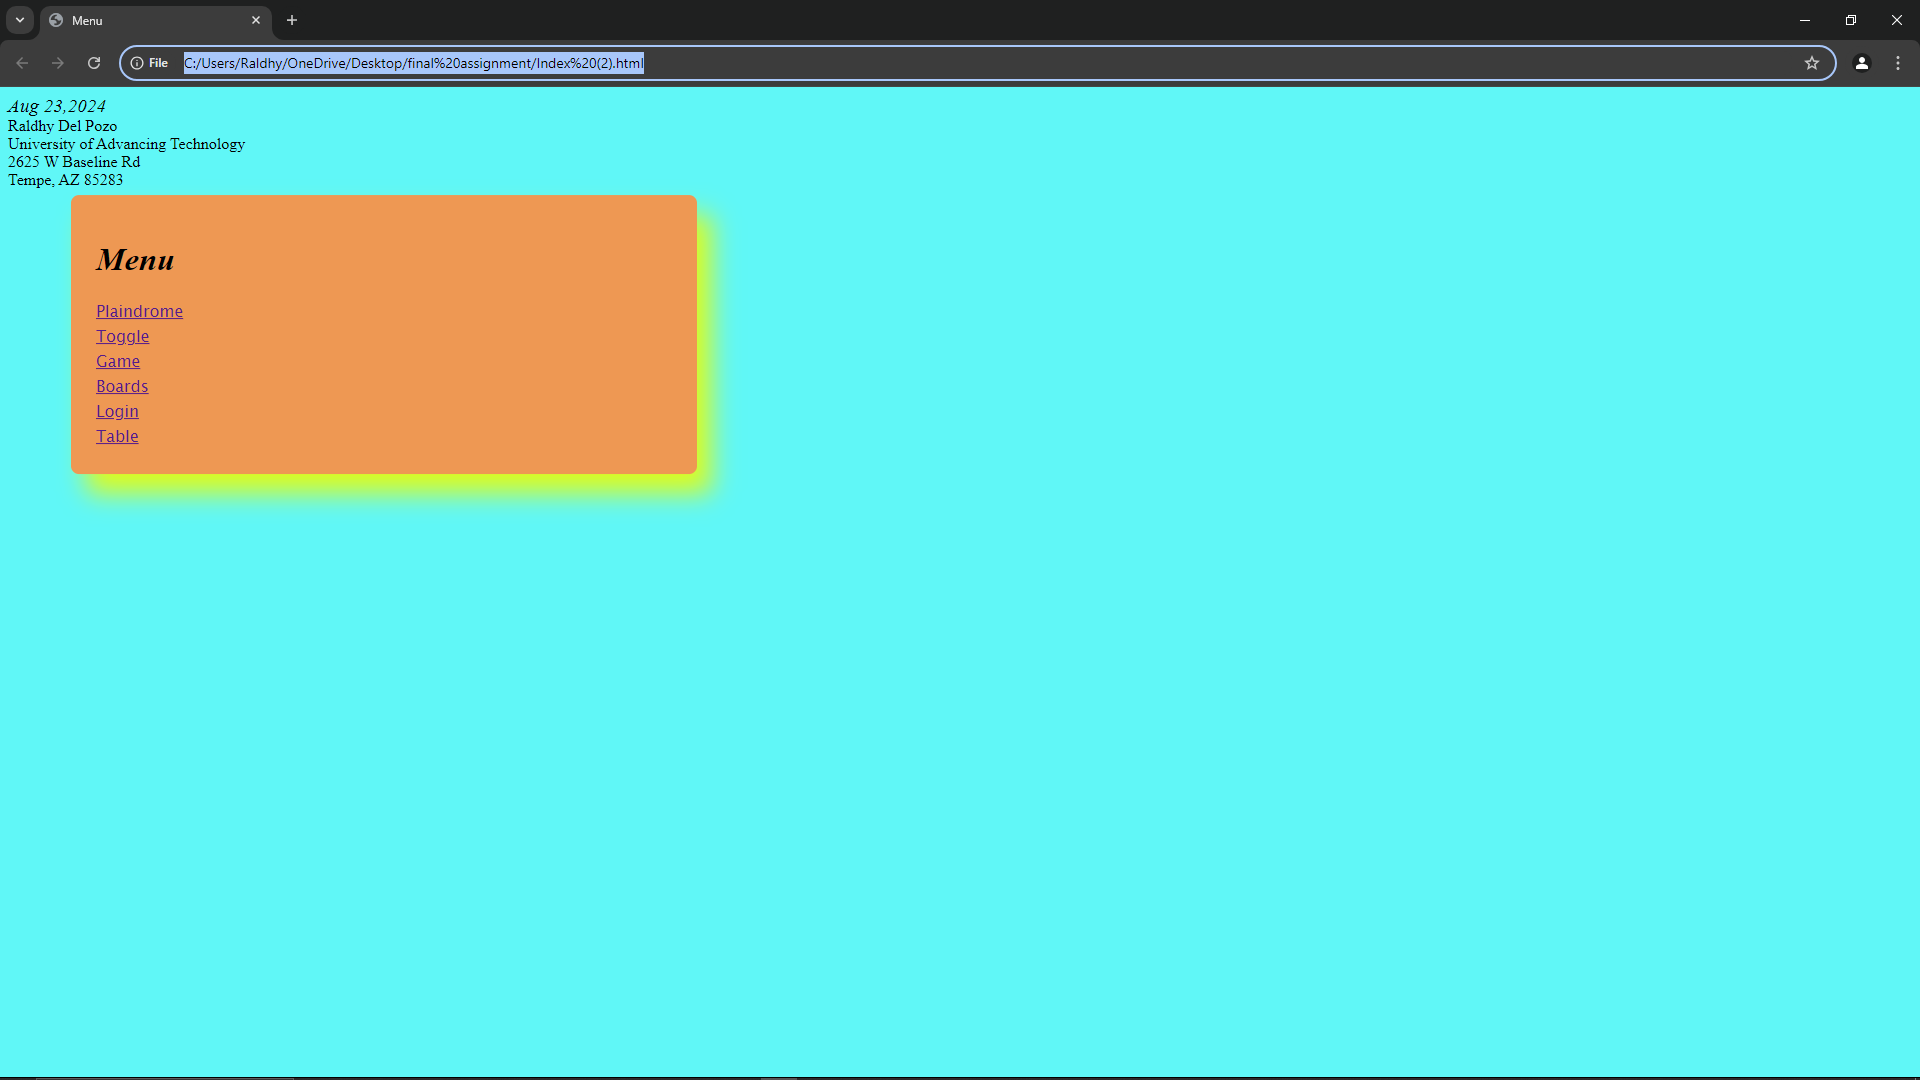 Menu
File
C:/Users/Raldhy/OneDrive/Desktop/final%20assignment/Index%20(2).html
Aug 23,2024
Raldhy Del Pozo
University of Advancing Technology
2625 W Baseline Rd
Tempe, AZ 85283
Menu
Plaindrome
Toggle
Game
Boards
Login
Table